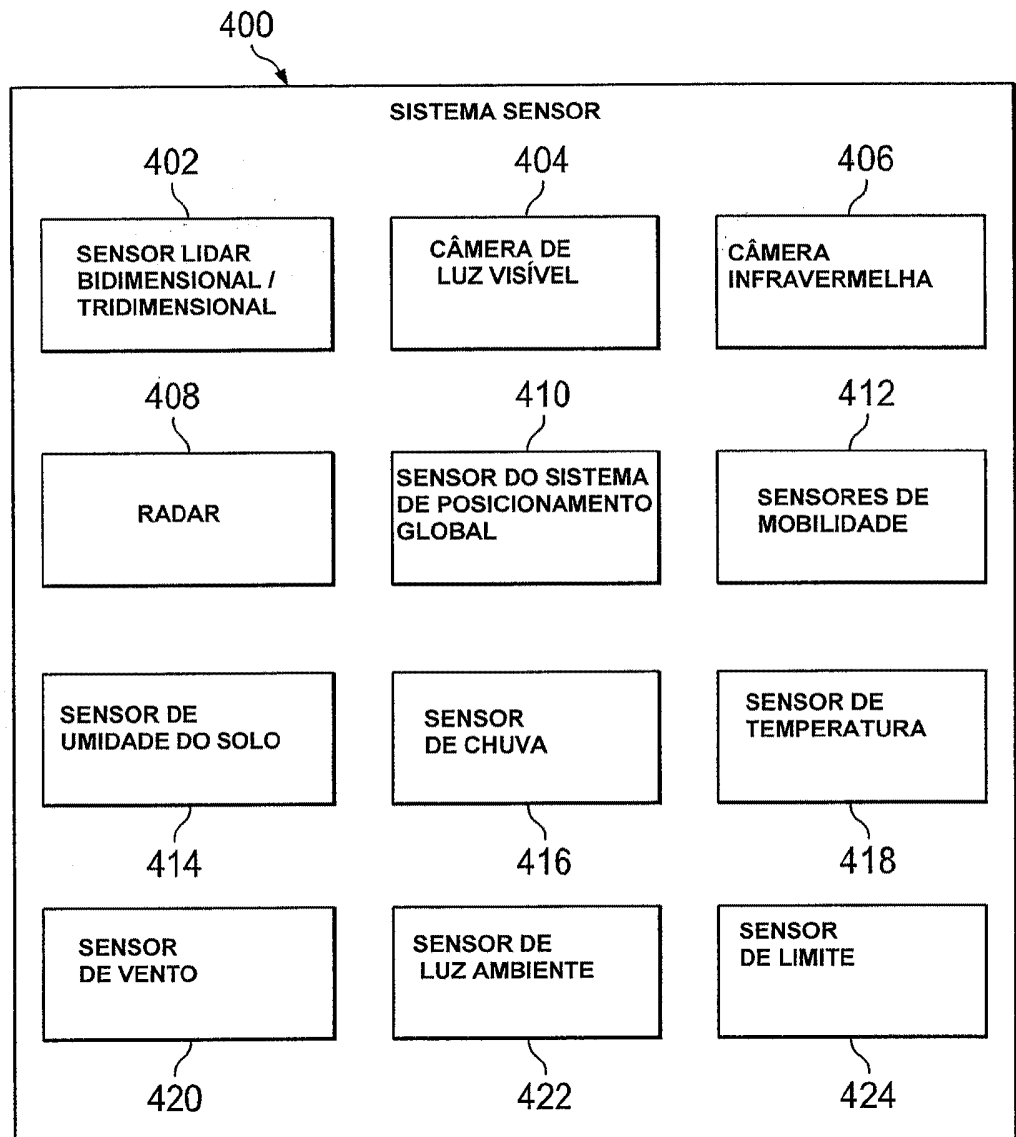 400
SISTEMA SENSOR
402
404
406
SENSOR LIDAR
BIDIMENSIONAL /
TRIDIMENSIONAL
CÂMERA DE
LUZ VISÍVEL
CÂMERA
INFRAVERMELHA
408
410
412
RADAR
SENSOR DO SISTEMA
DE POSICIONAMENTO
GLOBAL
SENSORES DE
MOBILIDADE
SENSOR DE
UMIDADE DO SOLO
SENSOR
DE CHUVA
SENSOR DE
TEMPERATURA
414
416
418
SENSOR
DE VENTO
SENSOR DE
LUZ AMBIENTE
SENSOR
DE LIMITE
420
422
424